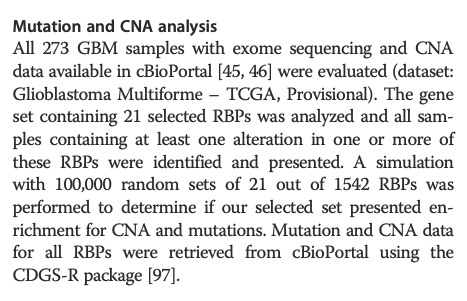 Mutation and CNA analysis
All 273 GBM samples with exome sequencing and CNA
data available in cBioPortal [45, 46] were evaluated (dataset:
Glioblastoma Multiforme – TCGA, Provisional). The gene
set containing 21 selected RBPs was analyzed and all sam-
ples containing at least one alteration in one or more of
these RBPs were identified and presented. A simulation
with 100,000 random sets of 21 out of 1542 RBPs was
performed to determine if our selected set presented en-
richment for CNA and mutations. Mutation and CNA data
for all RBPs were retrieved from cBioPortal using the
CDGS-R package [97].